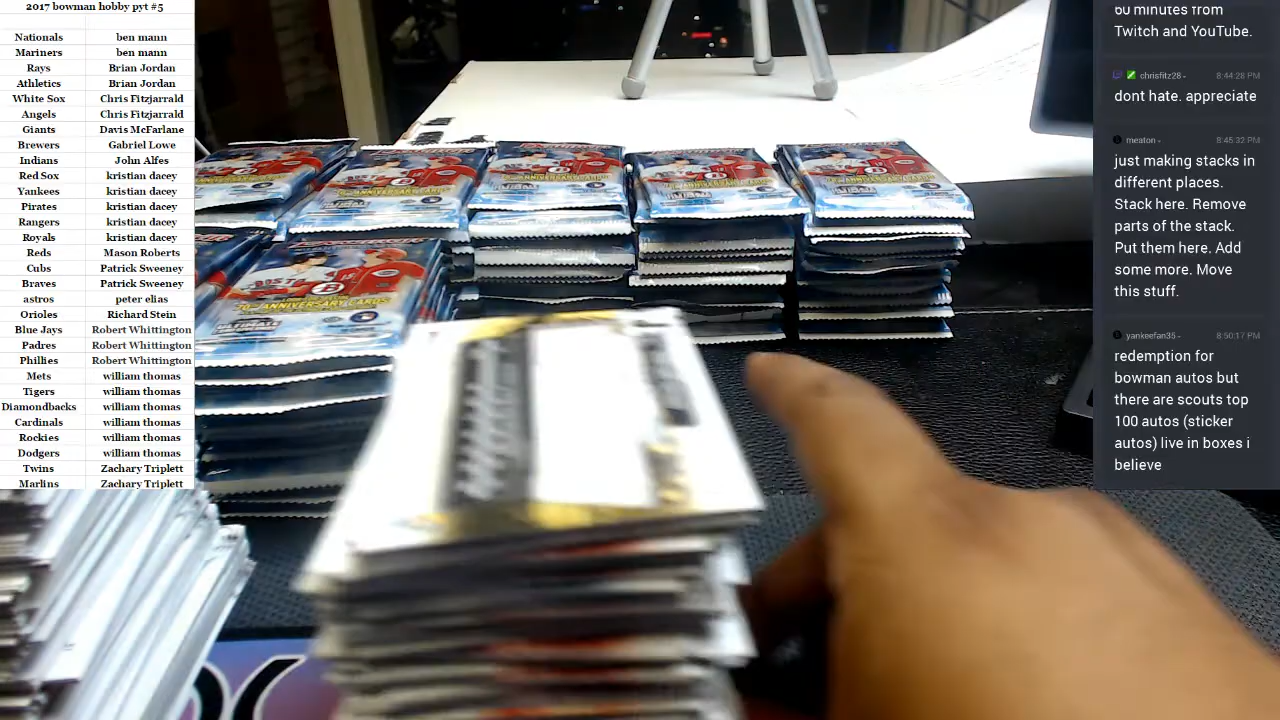 2017 bowman hobby pyt #5
Nationals ben mann
Mariners ben mann
Rays Brian Jordan
Athletics Brian Jordan
White Sox Chris Fitzjarrald
Angels Chris Fitzjarrald
Giants Davis McFarlane
Brewers Gabriel Lowe
Indians John Alfes
Red Sox kristian dacey
Yankees kristian dacey
Pirates kristian dacey
Rangers kristian dacey
Royals kristian dacey
Reds Mason Roberts
Cubs Patrick Sweeney
Braves Patrick Sweeney
astros peter elias
Orioles Richard Stein
Blue Jays Robert Whittington
Padres Robert Whittington
Phillies Robert Whittington
Mets william thomas
Tigers william thomas
Diamondbacks william thomas
Cardinals william thomas
Rockies william thomas
Dodgers william thomas
Twins Zachary Triplett
Marlins Zachary Triplett
70TH ANNIVERSARY CARDS
60 minutes from
Twitch and YouTube.
chrisfitz28 - 8:44:28 PM
dont hate. appreciate
meaton - 8:45:32 PM
just making stacks in
different places.
Stack here. Remove
parts of the stack.
Put them here. Add
some more. Move
this stuff.
yankeefan35 - 8:50:17 PM
redemption for
bowman autos but
there are scouts top
100 autos (sticker
autos) live in boxes i
believe